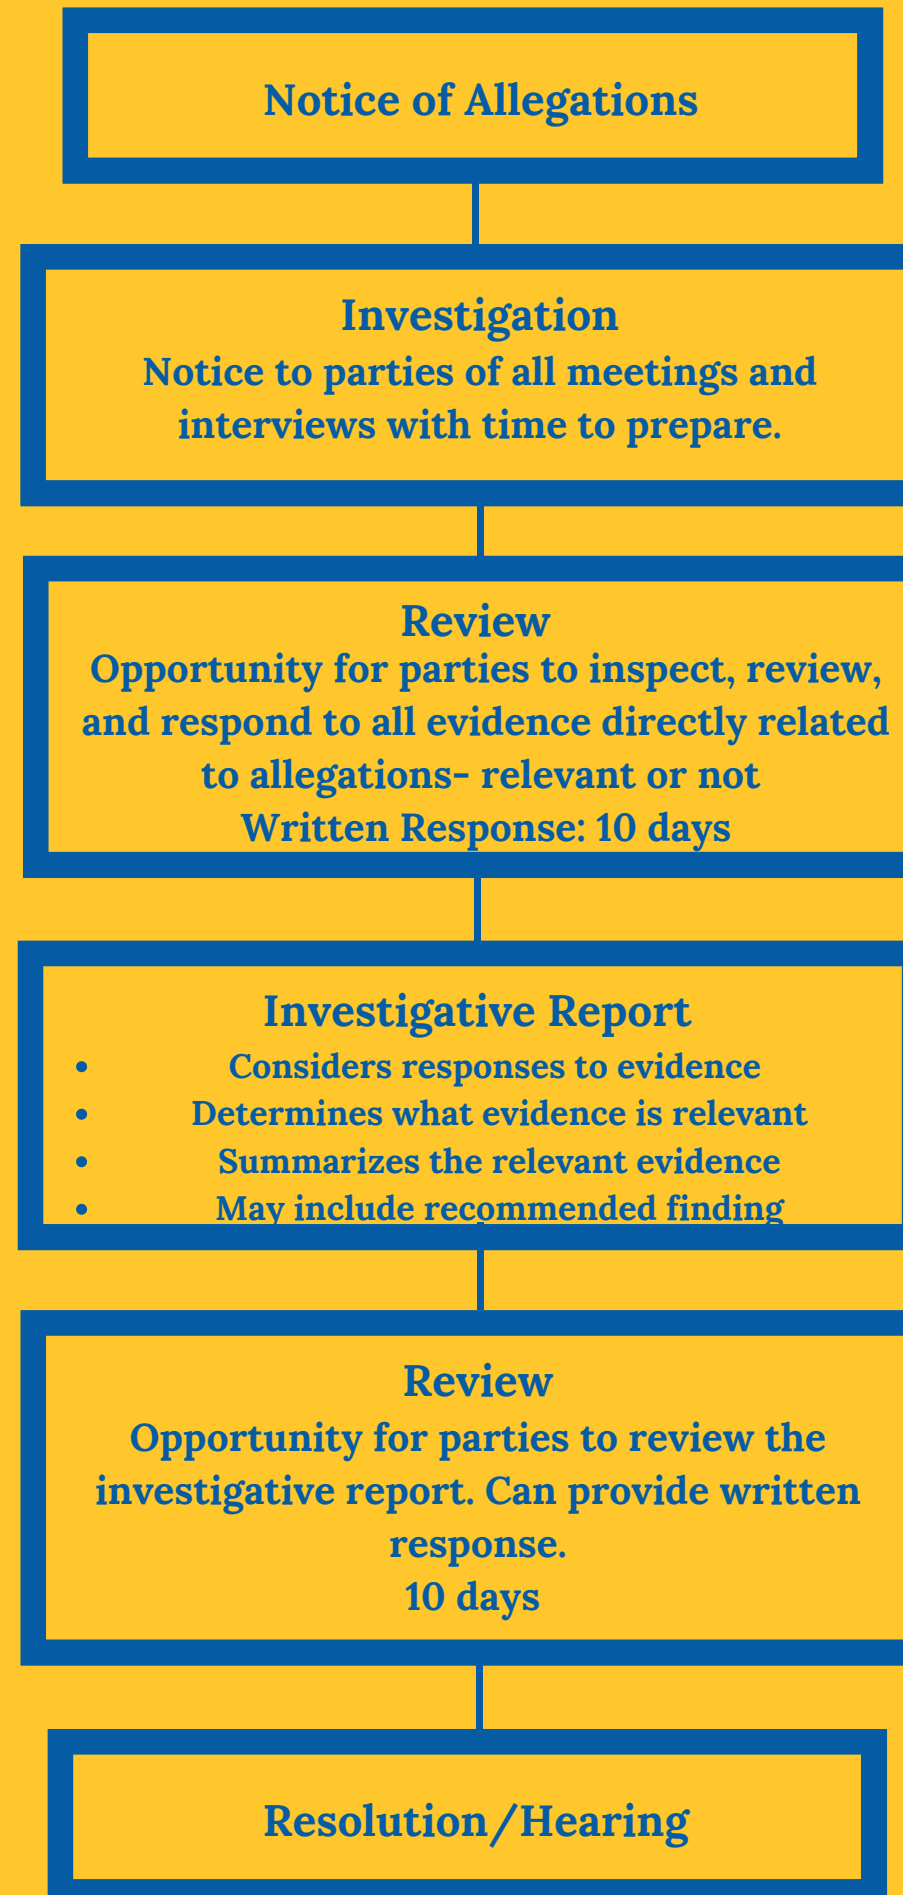 Notice of Allegations
Investigation
Notice to parties of all meetings and
interviews with time to prepare.
Review
Opportunity for parties to inspect, review,
and respond to all evidence directly related
to allegations- relevant or not
Written Response: 10 days
Investigative Report
• Considers responses to evidence
• Determines what evidence is relevant
• Summarizes the relevant evidence
• May include recommended finding
Review
Opportunity for parties to review the
investigative report. Can provide written
response.
10 days
Resolution/Hearing